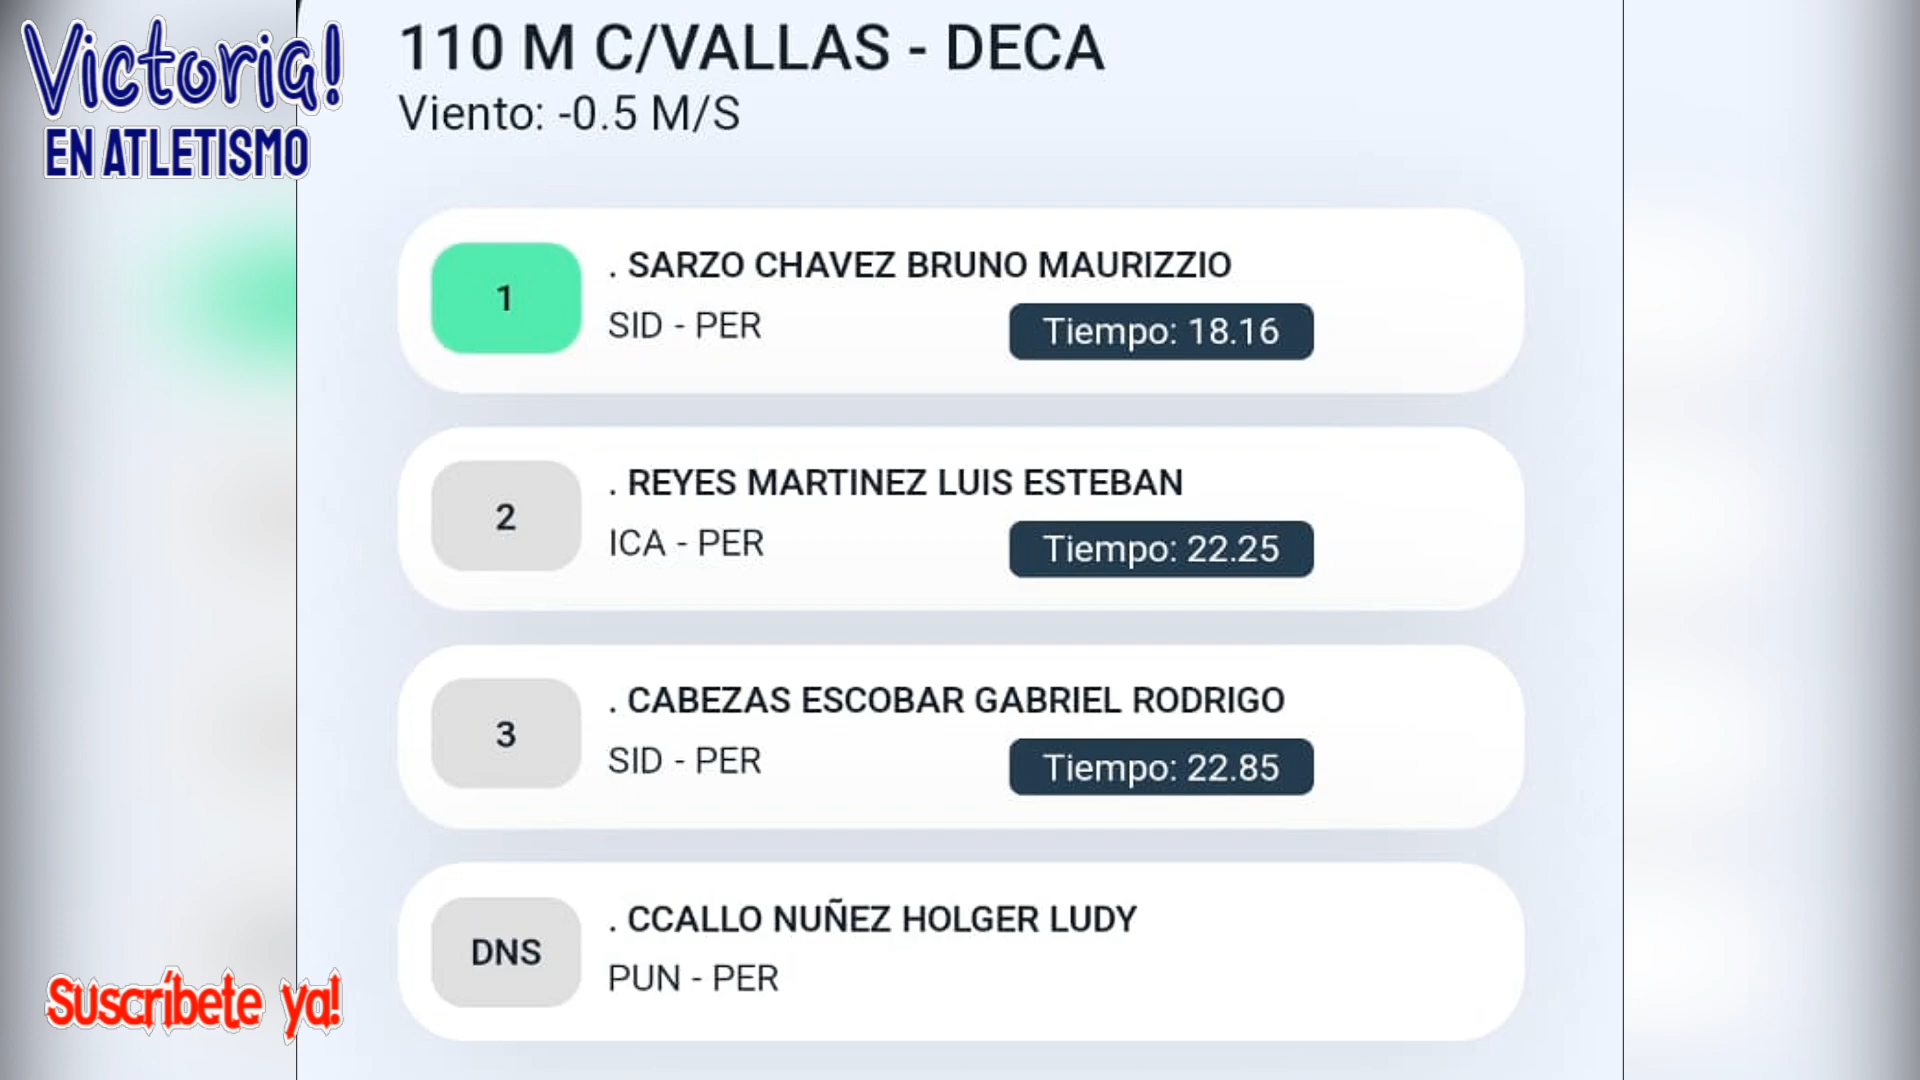 Victoria!
EN ATLETISMO
110 M C/VALLAS - DECA
Viento: -0.5 M/S
1
. SARZO CHAVEZ BRUNO MAURIZZIO
SID - PER
Tiempo: 18.16
2
. REYES MARTINEZ LUIS ESTEBAN
ICA - PER
Tiempo: 22.25
3
. CABEZAS ESCOBAR GABRIEL RODRIGO
SID - PER
Tiempo: 22.85
DNS
. CCALLO NUÑEZ HOLGER LUDY
PUN - PER
Suscríbete ya!